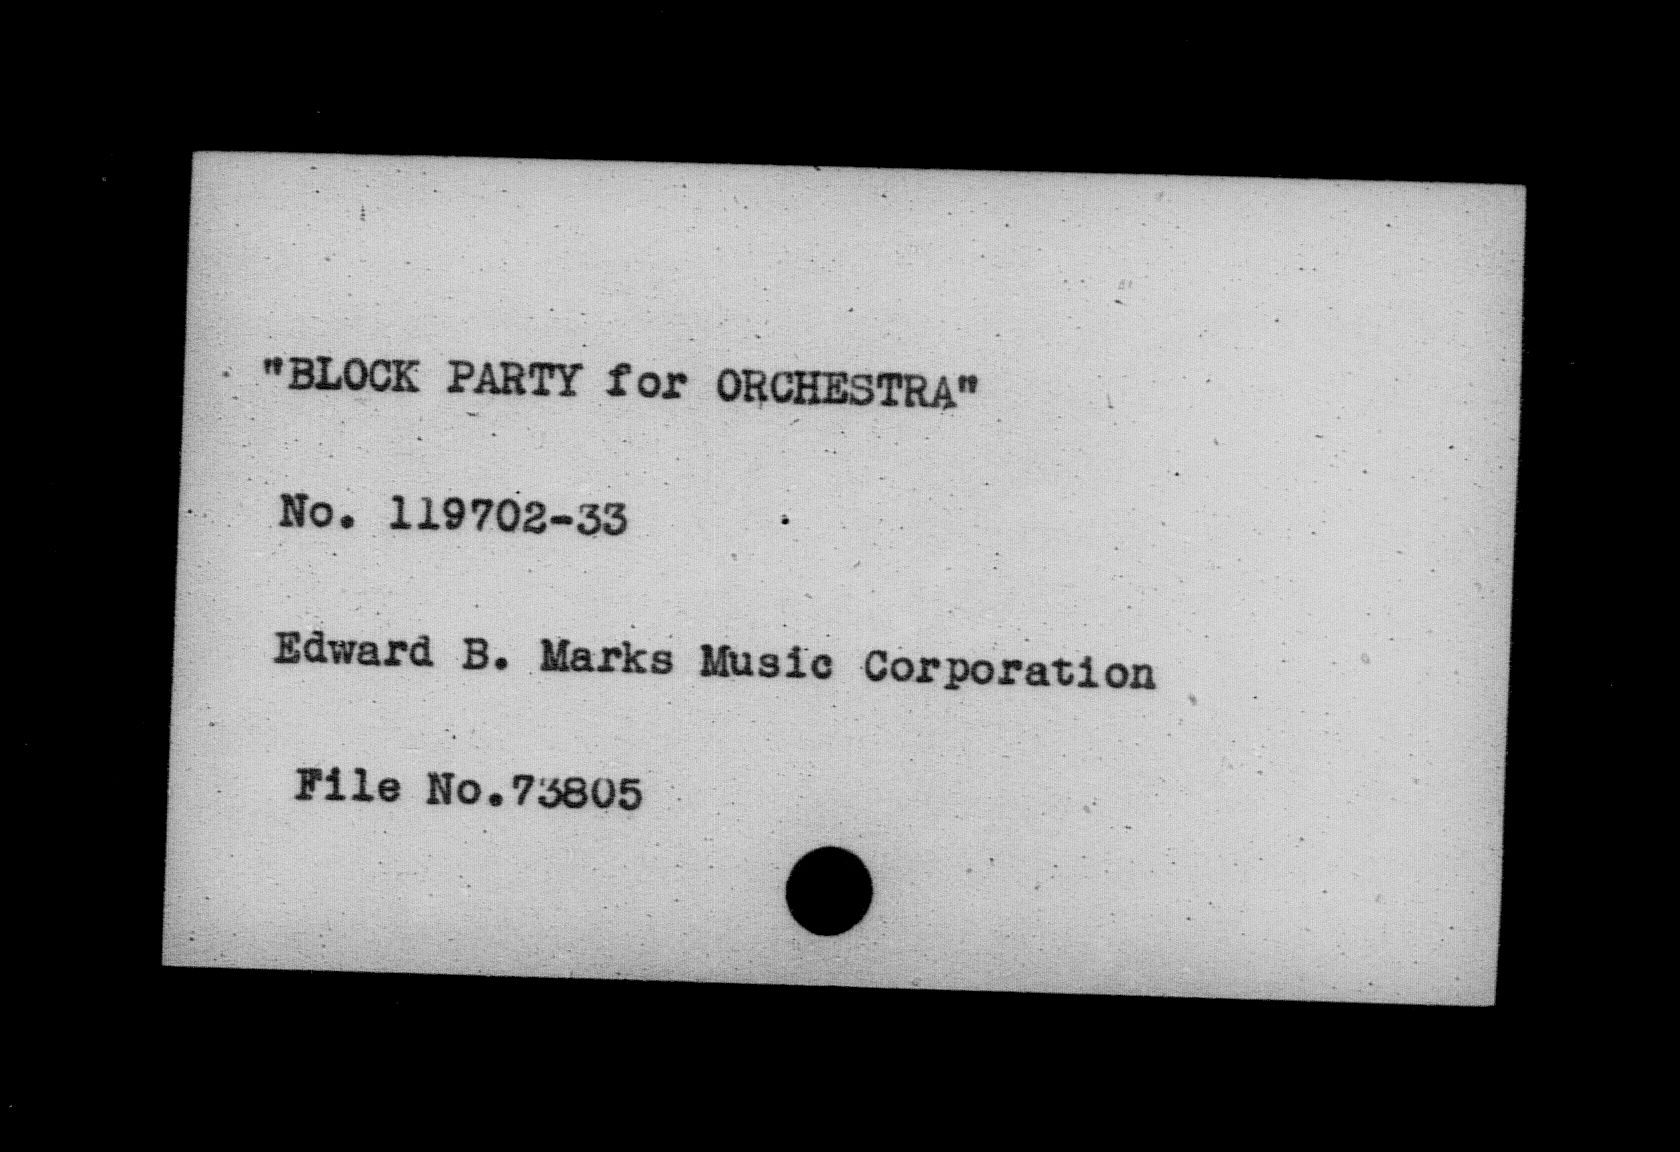 "BLOCK PARTY for ORCHESTRA"
No. 119702-33
Edward B. Marks Music Corporation
File No.73805